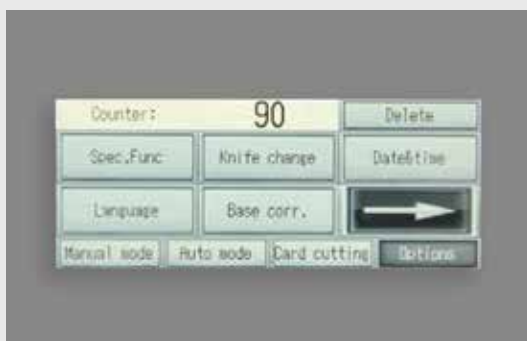 Counter: 90 Delete
Spec.Func Knife change Date&time
Language Base corr.
Manual mode Auto mode Card cutting Options